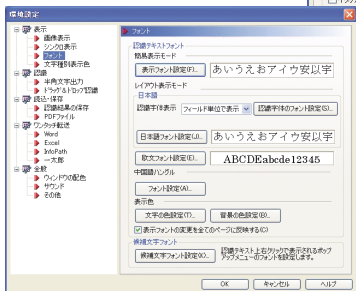 環境設定
表示
画像表示
シンクロ表示
フォント
文字種別表示色
認識
半角文字出力
ドラッグ&ドロップ認識
読込・保存
認識結果の保存
PDFファイル
ワンタッチ転送
Word
Excel
InfoPath
一太郎
全般
ウィンドウの配色
サウンド
その他
フォント
認識テキストフォント
簡易表示モード
表示フォント設定(F)... あいうえおアイウ安以宇
レイアウト表示モード
日本語
認識字体表示 フィールド単位で表示 認識字体のフォント設定(S)...
日本語フォント設定(J)... あいうえおアイウ安以宇
欧文フォント設定(E)... ABCDEabcde12345
中国語ハングル
フォント設定(A)...
表示色
文字の色設定(T)... 背景の色設定(B)...
表示フォントの変更を全てのページに反映する(C)
候補文字フォント
候補文字フォント設定(X)... 認識テキスト上右クリックで表示されるポップ
アップメニューのフォントを設定します。
OK キャンセル ヘルプ